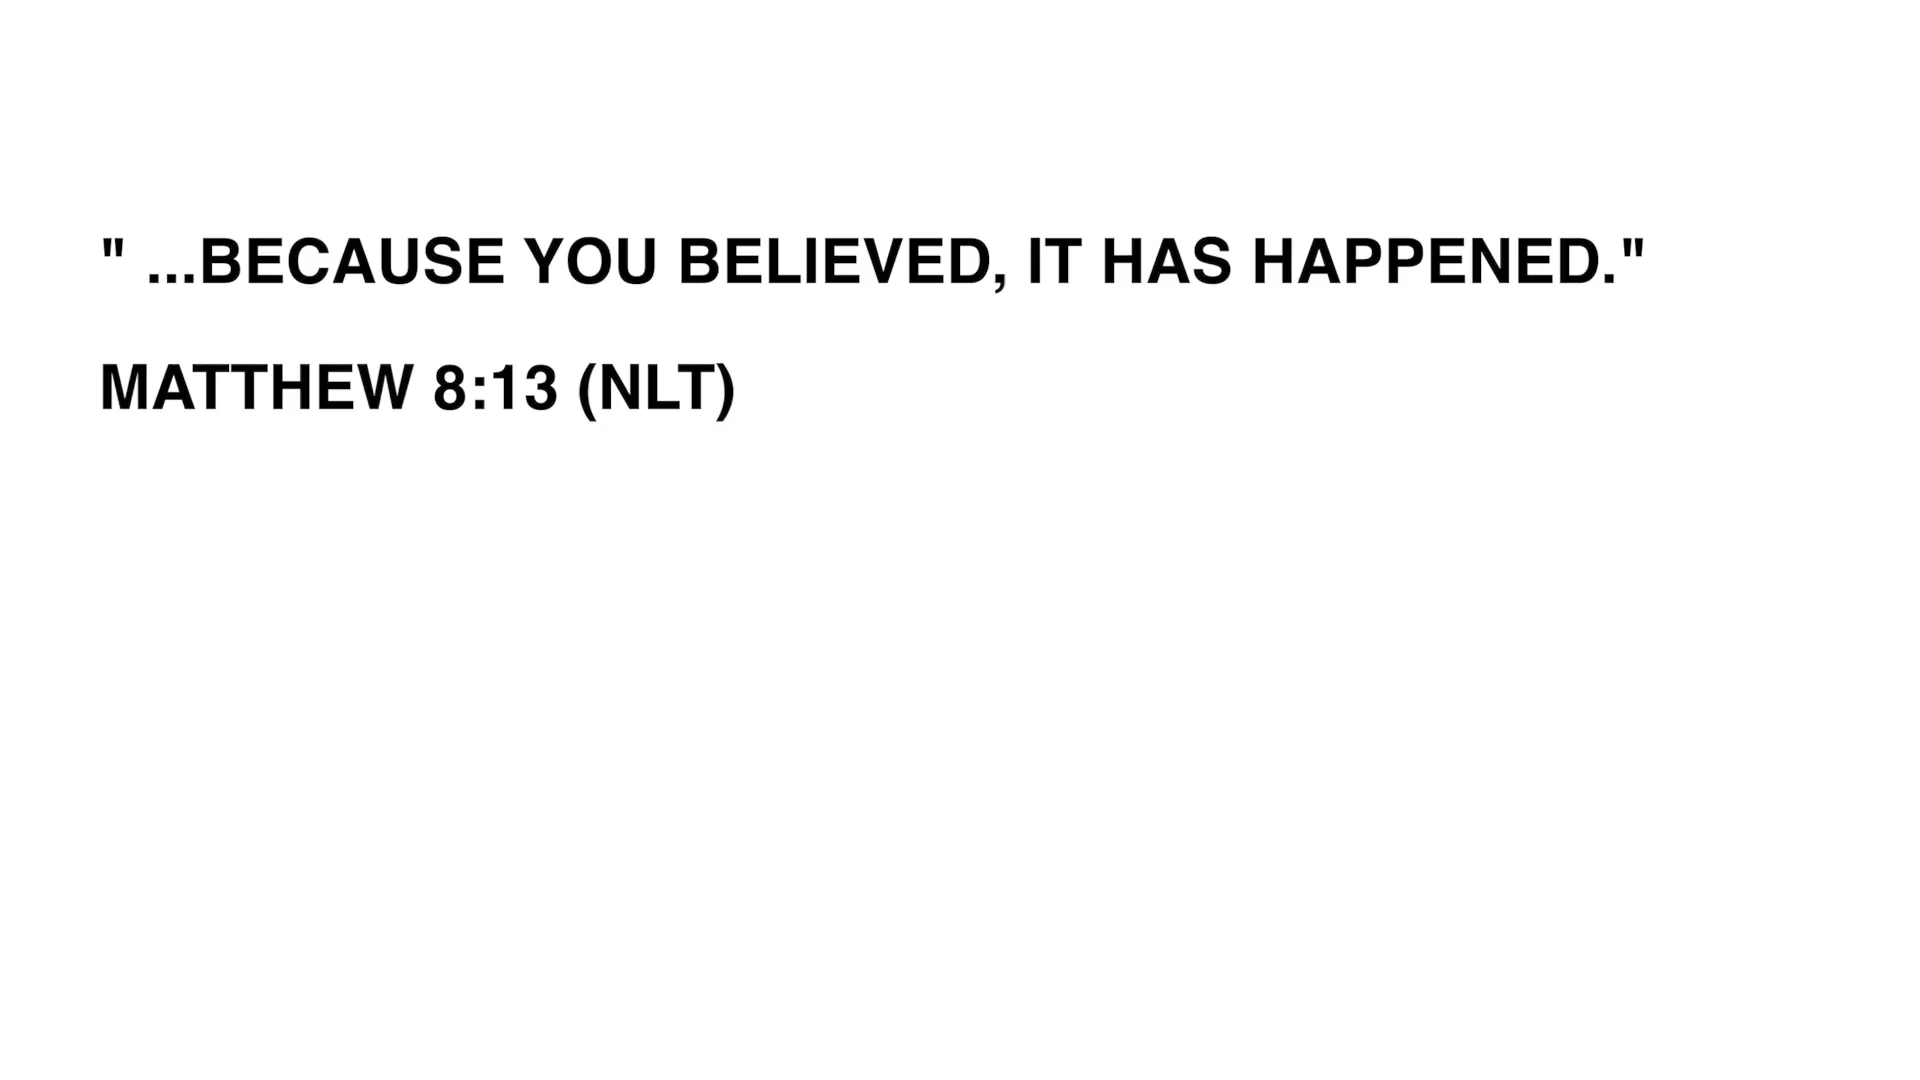 " ...BECAUSE YOU BELIEVED, IT HAS HAPPENED."
MATTHEW 8:13 (NLT)